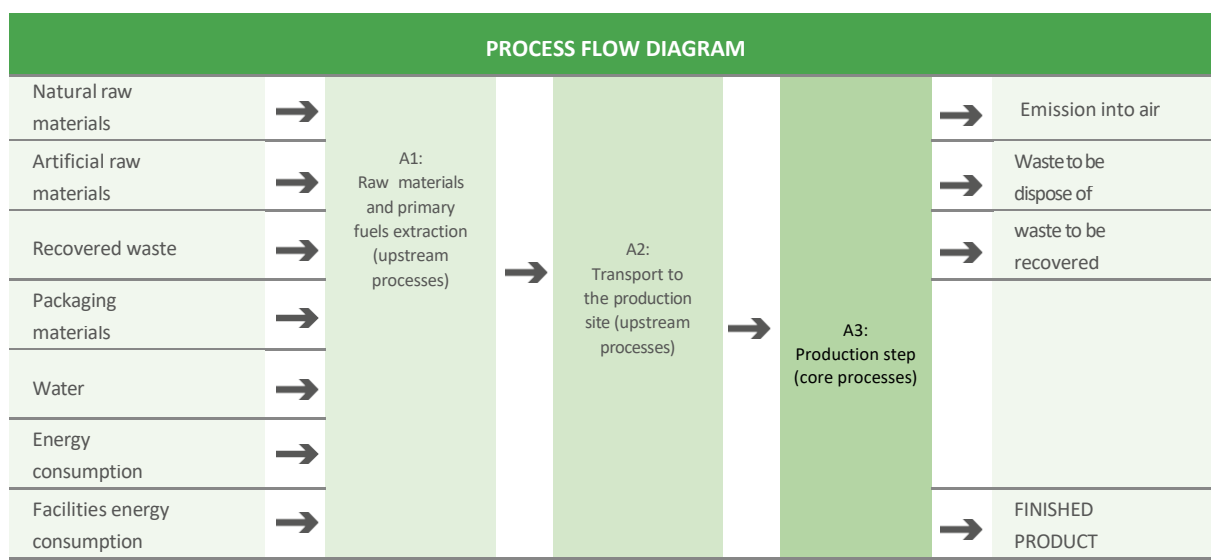 PROCESS FLOW DIAGRAM
Natural raw
materials
Artificial raw
materials
Recovered waste
Packaging
materials
Water
Energy
consumption
Facilities energy
consumption
A1:
Raw materials
and primary
fuels extraction
(upstream
processes)
A2:
Transport to
the production
site (upstream
processes)
A3:
Production step
(core processes)
Emission into air
Waste to be
dispose of
waste to be
recovered
FINISHED
PRODUCT